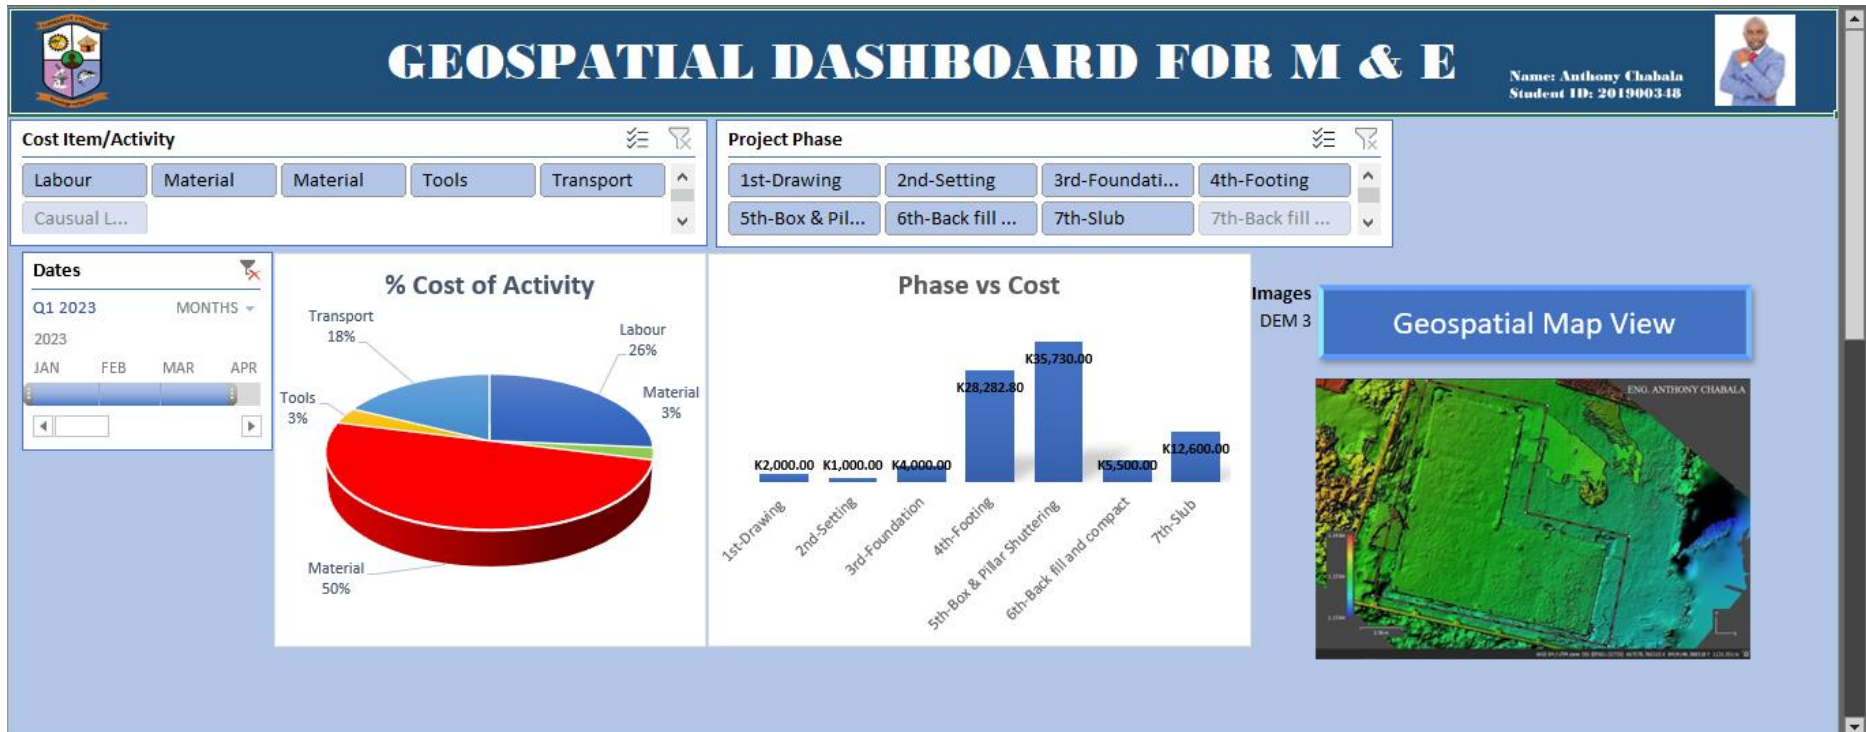 GEOSPATIAL DASHBOARD FOR M & E
Name: Anthony Chabala
Student ID: 201900348
Cost Item/Activity
Labour
Material
Material
Tools
Transport
Causual L...
Project Phase
1st-Drawing
2nd-Setting
3rd-Foundati...
4th-Footing
5th-Box & Pil...
6th-Back fill ...
7th-Slub
7th-Back fill ...
Dates
Q1 2023
MONTHS
2023
JAN FEB MAR APR
% Cost of Activity
Transport
18%
Labour
26%
Material
3%
Tools
3%
Material
50%
Phase vs Cost
K2,000.00
K1,000.00
K4,000.00
K28,282.80
K35,730.00
K5,500.00
K12,600.00
1st-Drawing
2nd-Setting
3rd-Foundation
4th-Footing
5th-Box & Pillar Shuttering
6th-Back fill and compact
7th-Slub
Images
DEM 3
Geospatial Map View
ENG. ANTHONY CHABALA